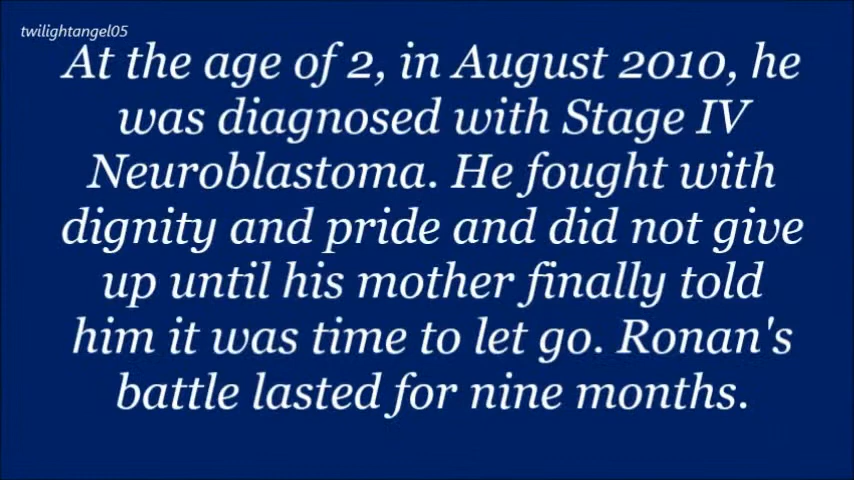 twilightangel05
At the age of 2, in August 2010, he
was diagnosed with Stage IV
Neuroblastoma. He fought with
dignity and pride and did not give
up until his mother finally told
him it was time to let go. Ronan's
battle lasted for nine months.